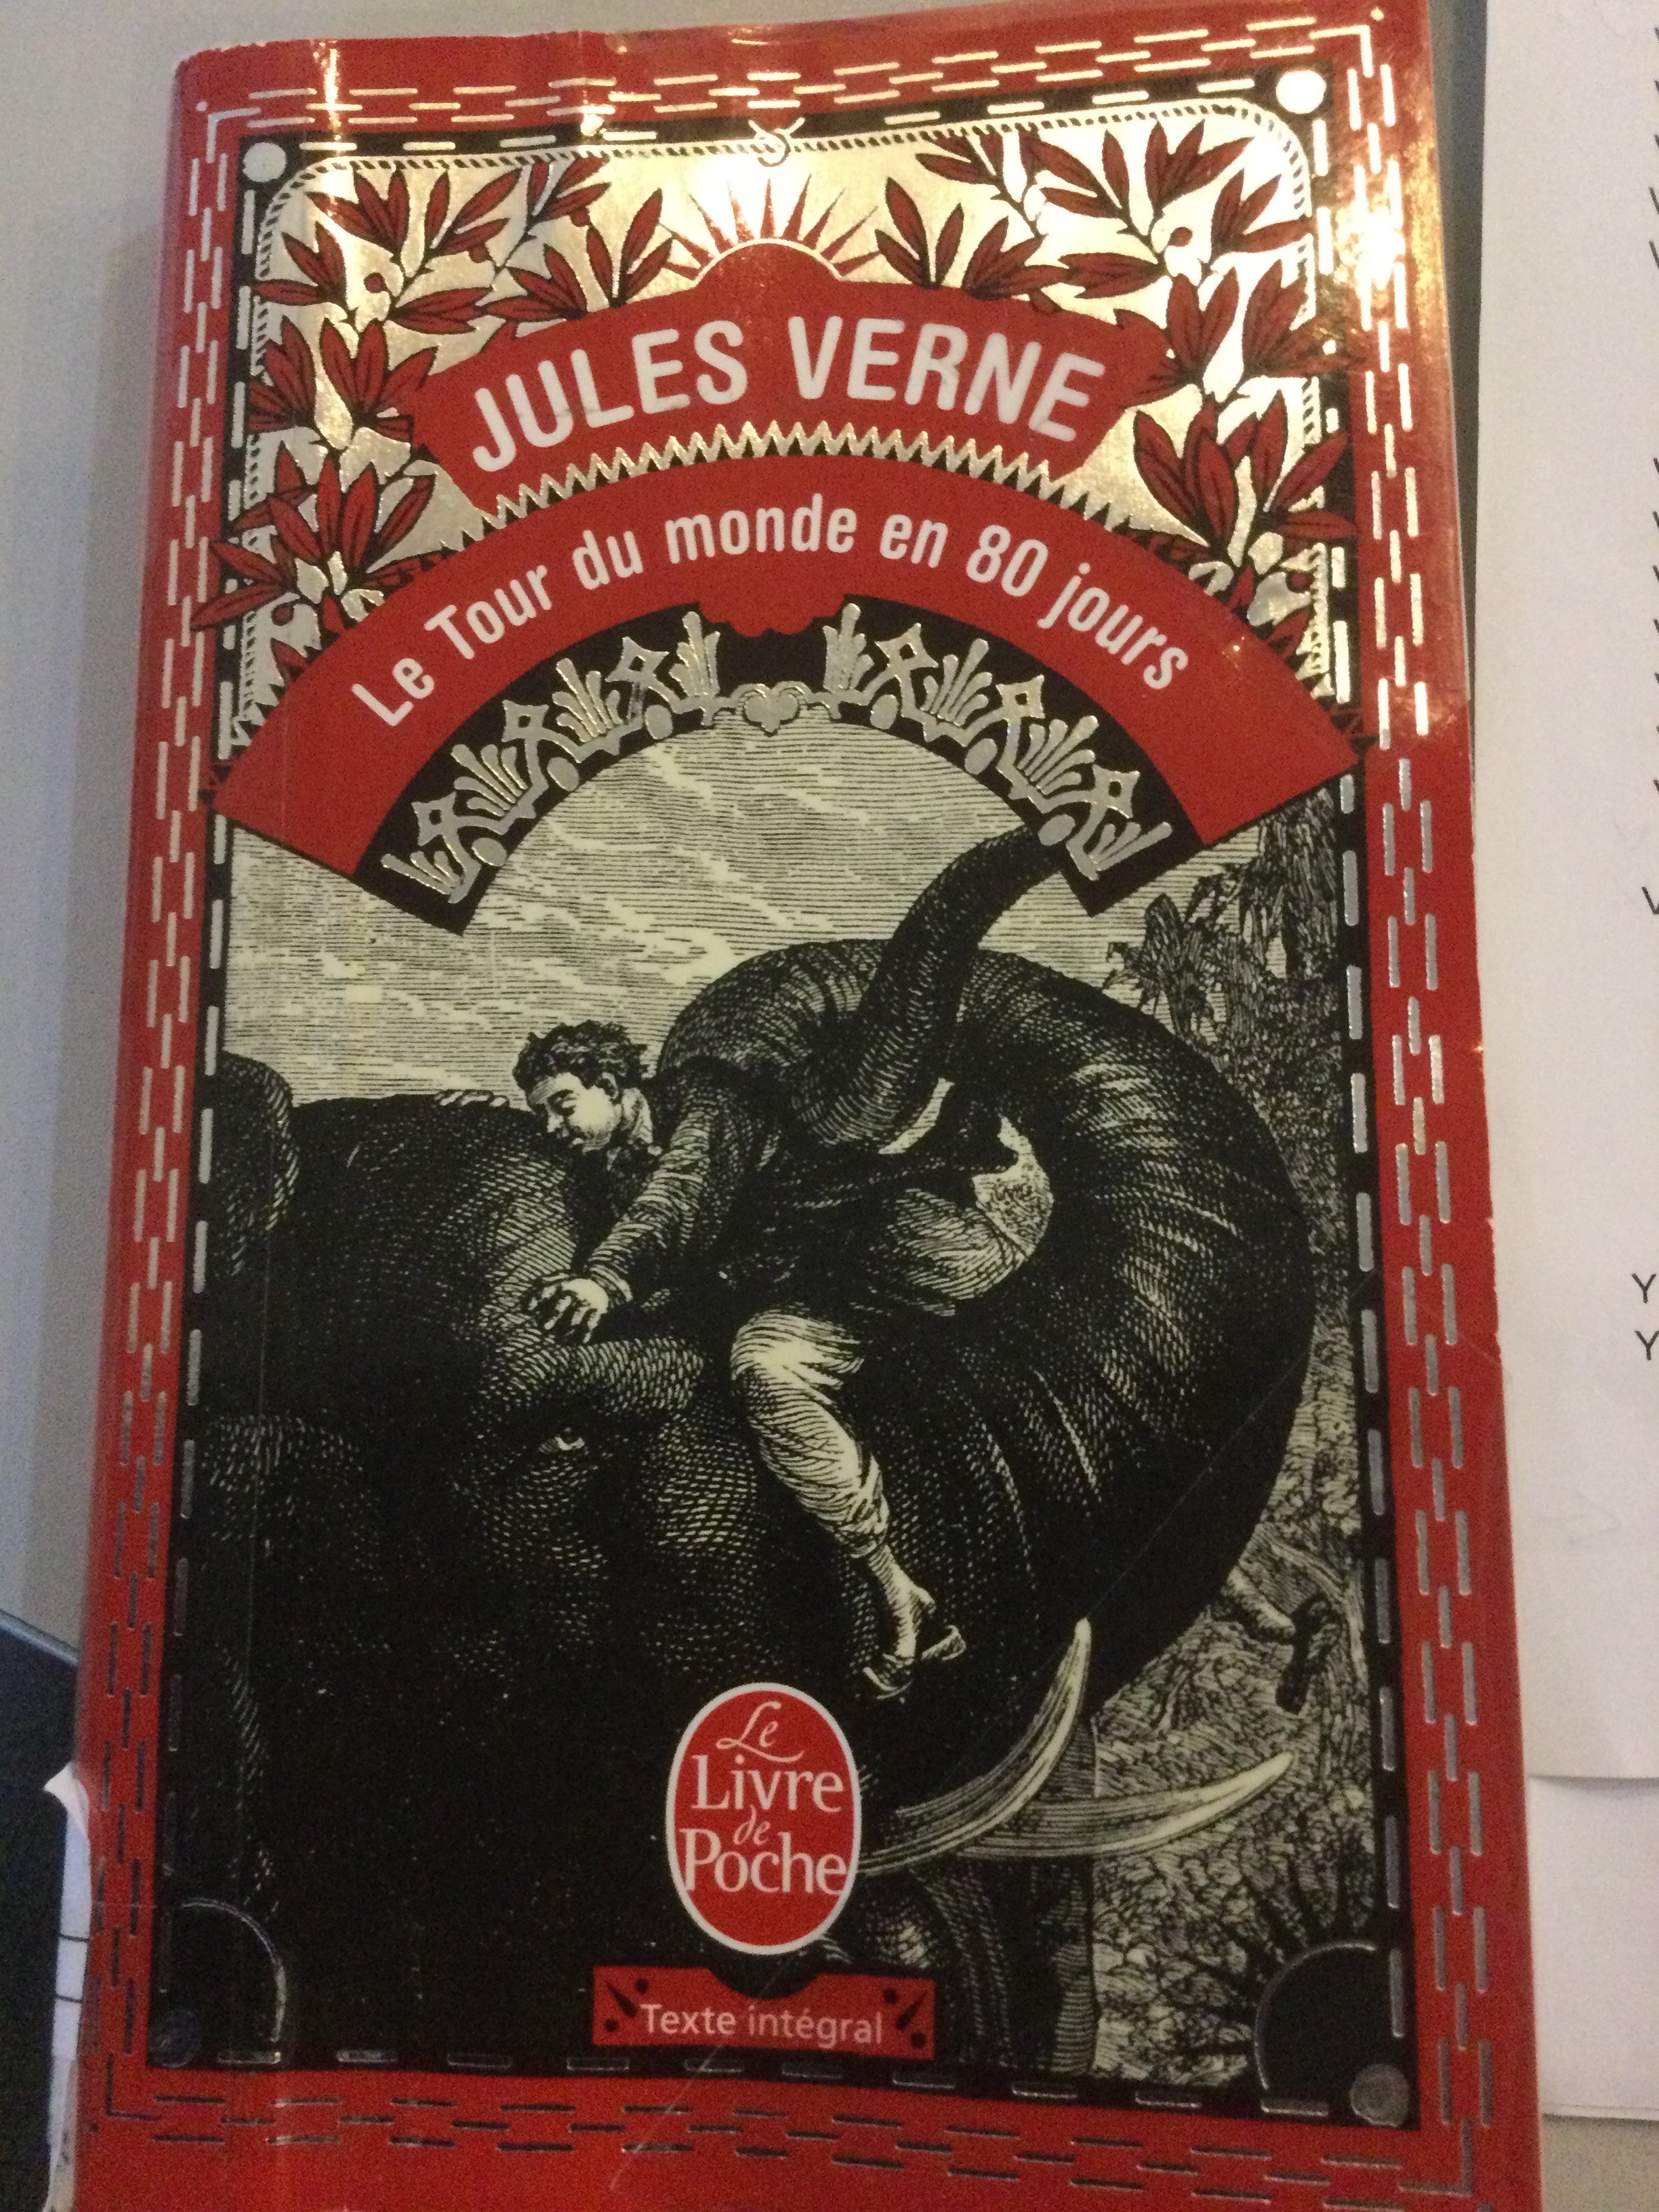 JULES VERNE
Le Tour du monde en 80 jours
Le
Livre
de
Poche
Texte intégral
Y
Y